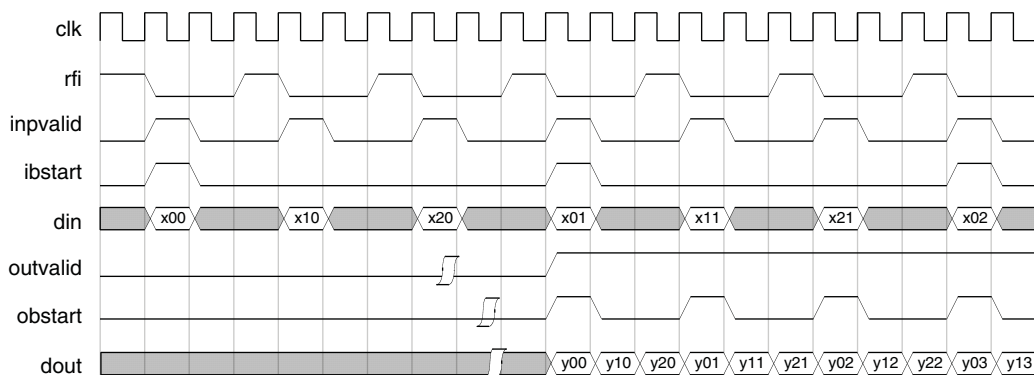 clk
rfi
inpvalid
ibstart
din x00 x10 x20 x01 x11 x21 x02
outvalid
obstart
dout y00 y10 y20 y01 y11 y21 y02 y12 y22 y03 y13